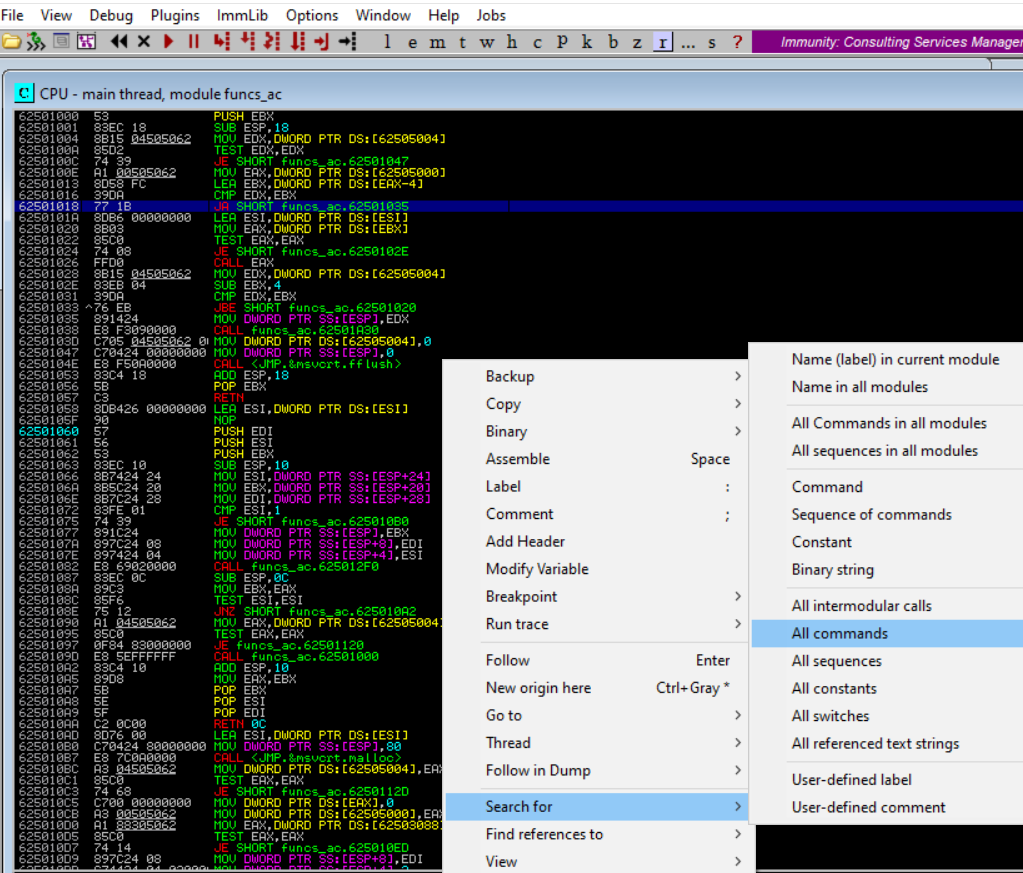 File View Debug Plugins ImmLib Options Window Help Jobs
l e m t w h c P k b z r ... s ? Immunity: Consulting Services Manager
C CPU - main thread, module funcs_ac
62501000 53 PUSH EBX
62501001 83EC 18 SUB ESP,18
62501004 8B15 04505062 MOV EDX,DWORD PTR DS:[62505004]
6250100A 85D2 TEST EDX,EDX
6250100C 74 39 JE SHORT funcs_ac.62501047
6250100E A1 00505062 MOV EAX,DWORD PTR DS:[62505000]
62501013 8D58 FC LEA EBX,DWORD PTR DS:[EAX-4]
62501016 39DA CMP EDX,EBX
62501018 77 1B JA SHORT funcs_ac.62501035
6250101A 8DB6 00000000 LEA ESI,DWORD PTR DS:[ESI]
62501020 8B03 MOV EAX,DWORD PTR DS:[EBX]
62501022 85C0 TEST EAX,EAX
62501024 74 08 JE SHORT funcs_ac.6250102E
62501026 FFD0 CALL EAX
62501028 8B15 04505062 MOV EDX,DWORD PTR DS:[62505004]
6250102E 83EB 04 SUB EBX,4
62501031 39DA CMP EDX,EBX
62501033 ^76 EB JBE SHORT funcs_ac.62501020
62501035 891424 MOV DWORD PTR SS:[ESP],EDX
62501038 E8 F3090000 CALL funcs_ac.62501A30
6250103D C705 04505062 0 MOV DWORD PTR DS:[62505004],0
62501047 C70424 00000000 MOV DWORD PTR SS:[ESP],0
6250104E E8 F50A0000 CALL <JMP.&msvcrt.fflush>
62501053 83C4 18 ADD ESP,18
62501056 5B POP EBX
62501057 C3 RETN
62501058 8DB426 00000000 LEA ESI,DWORD PTR DS:[ESI]
6250105F 90 NOP
62501060 57 PUSH EDI
62501061 56 PUSH ESI
62501062 53 PUSH EBX
62501063 83EC 10 SUB ESP,10
62501066 8B7424 24 MOV ESI,DWORD PTR SS:[ESP+24]
6250106A 8B5C24 20 MOV EBX,DWORD PTR SS:[ESP+20]
6250106E 8B7C24 28 MOV EDI,DWORD PTR SS:[ESP+28]
62501072 83FE 01 CMP ESI,1
62501075 74 39 JE SHORT funcs_ac.625010B0
62501077 891C24 MOV DWORD PTR SS:[ESP],EBX
6250107A 897C24 08 MOV DWORD PTR SS:[ESP+8],EDI
6250107E 897424 04 MOV DWORD PTR SS:[ESP+4],ESI
62501082 E8 69020000 CALL funcs_ac.625012F0
62501087 83EC 0C SUB ESP,0C
6250108A 89C3 MOV EBX,EAX
6250108C 85F6 TEST ESI,ESI
6250108E 75 12 JNZ SHORT funcs_ac.625010A2
62501090 A1 04505062 MOV EAX,DWORD PTR DS:[62505004
62501095 85C0 TEST EAX,EAX
62501097 0F84 83000000 JE funcs_ac.62501120
6250109D E8 5EFFFFFF CALL funcs_ac.62501000
625010A2 83C4 10 ADD ESP,10
625010A5 89D8 MOV EAX,EBX
625010A7 5B POP EBX
625010A8 5E POP ESI
625010A9 5F POP EDI
625010AA C2 0C00 RETN 0C
625010AD 8D76 00 LEA ESI,DWORD PTR DS:[ESI]
625010B0 C70424 80000000 MOV DWORD PTR SS:[ESP],80
625010B7 E8 7C0A0000 CALL <JMP.&msvcrt.malloc>
625010BC A3 04505062 MOV DWORD PTR DS:[62505004],EA
625010C1 85C0 TEST EAX,EAX
625010C3 74 68 JE SHORT funcs_ac.6250112D
625010C5 C700 00000000 MOV DWORD PTR DS:[EAX],0
625010CB A3 00505062 MOV DWORD PTR DS:[62505000],EA
625010D0 A1 88305062 MOV EAX,DWORD PTR DS:[62503088
625010D5 85C0 TEST EAX,EAX
625010D7 74 14 JE SHORT funcs_ac.625010ED
625010D9 897C24 08 MOV DWORD PTR SS:[ESP+8],EDI
Backup
Copy
Binary
Assemble Space
Label :
Comment ;
Add Header
Modify Variable
Breakpoint
Run trace
Follow Enter
New origin here Ctrl+Gray *
Go to
Thread
Follow in Dump
Search for
Find references to
View
Name (label) in current module
Name in all modules
All Commands in all modules
All sequences in all modules
Command
Sequence of commands
Constant
Binary string
All intermodular calls
All commands
All sequences
All constants
All switches
All referenced text strings
User-defined label
User-defined comment